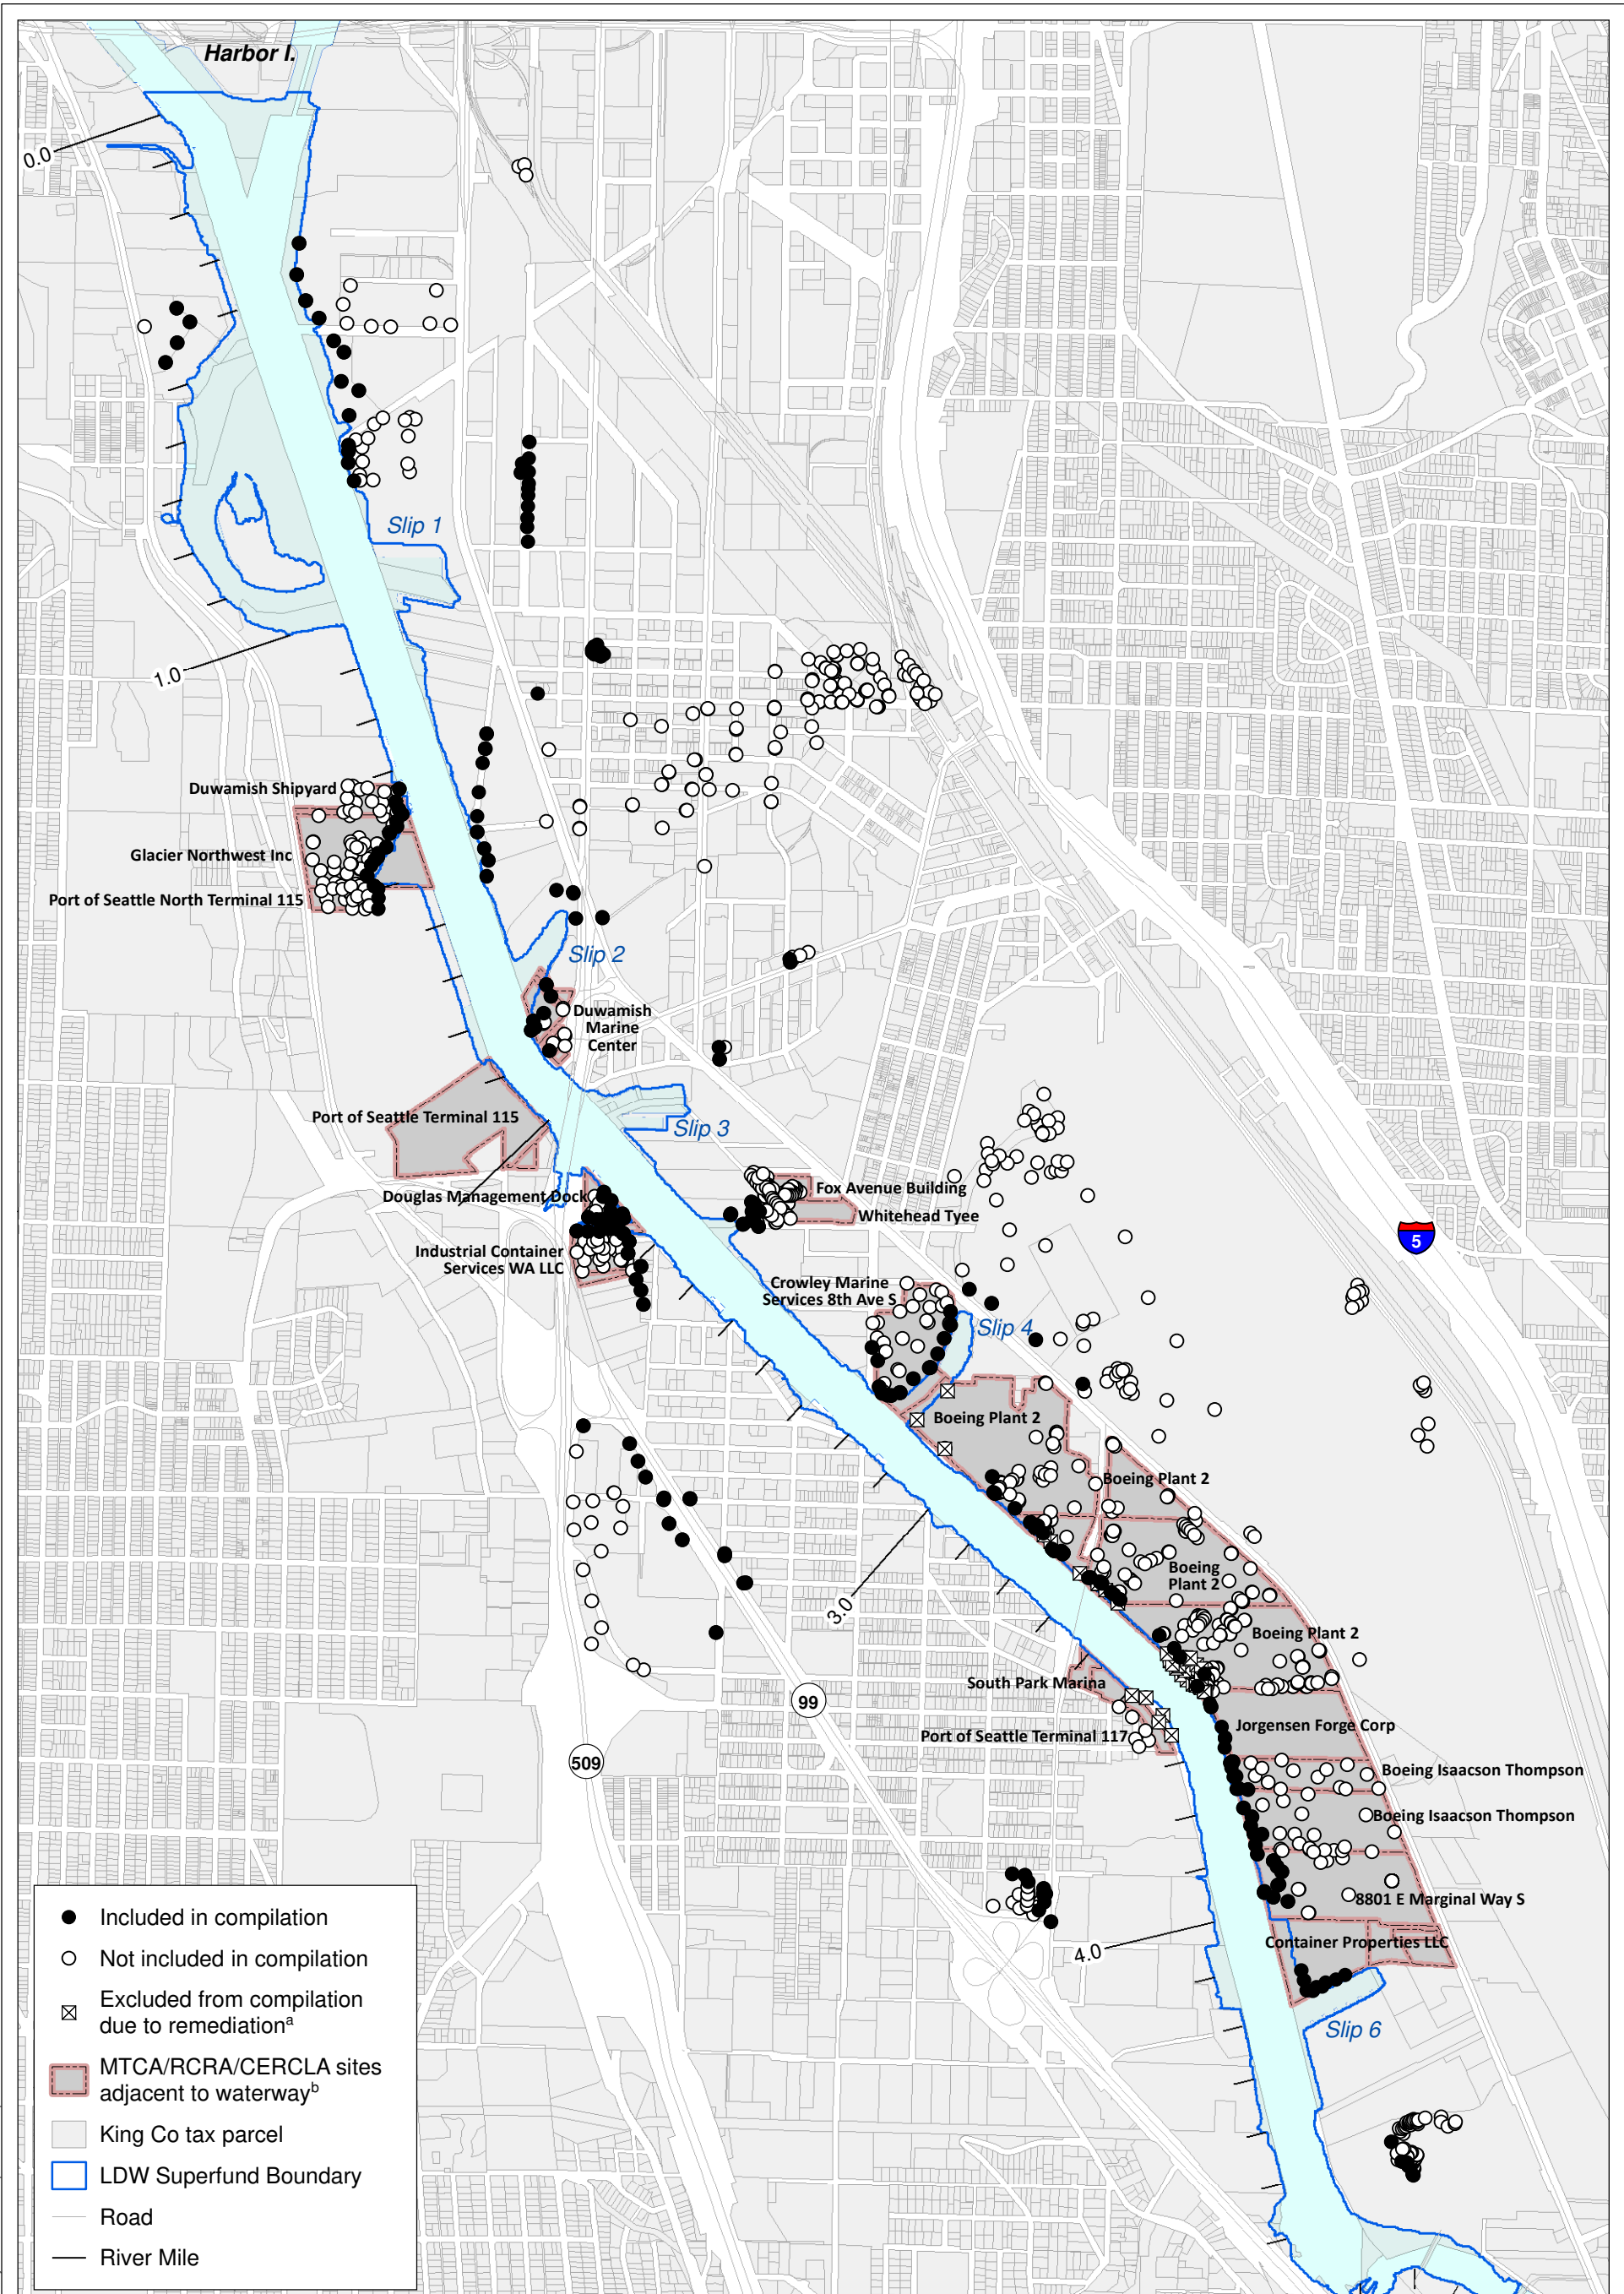 Harbor I.
0.0
Slip 1
1.0
Duwamish Shipyard
Glacier Northwest Inc
Port of Seattle North Terminal 115
Slip 2
Duwamish
Marine
Center
Port of Seattle Terminal 115
Slip 3
Douglas Management Dock
Fox Avenue Building
Whitehead Tyee
5
Industrial Container
Services WA LLC
Crowley Marine
Services 8th Ave S
Slip 4
Boeing Plant 2
Boeing Plant 2
Boeing
Plant 2
3.0
Boeing Plant 2
South Park Marina
99
Jorgensen Forge Corp
Port of Seattle Terminal 117
509
Boeing Isaacson Thompson
Boeing Isaacson Thompson
8801 E Marginal Way S
Container Properties LLC
4.0
Slip 6
Included in compilation
Not included in compilation
Excluded from compilation
due to remediationa
MTCA/RCRA/CERCLA sites
adjacent to waterwayb
King Co tax parcel
LDW Superfund Boundary
Road
River Mile